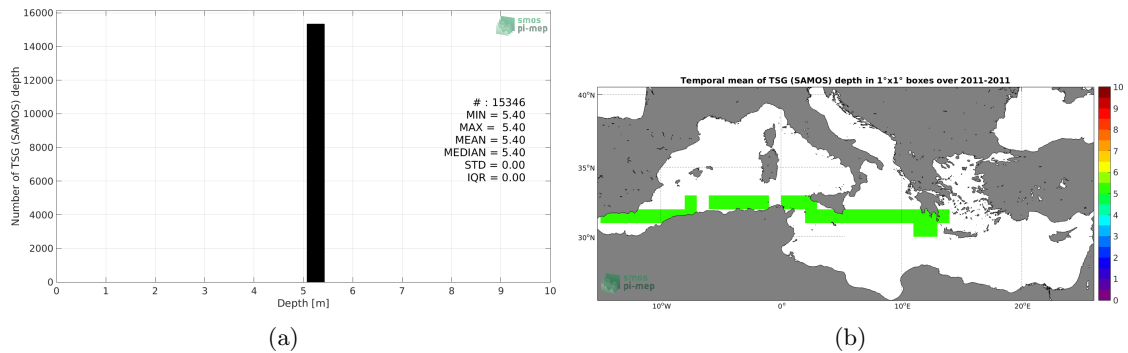 16000
14000
12000
10000
8000
6000
4000
2000
0
Number of TSG (SAMOS) depth
smos
pi-mep
# : 15346
MIN = 5.40
MAX = 5.40
MEAN = 5.40
MEDIAN = 5.40
STD = 0.00
IQR = 0.00
0 1 2 3 4 5 6 7 8 9 10
Depth [m]
(a)
Temporal mean of TSG (SAMOS) depth in 1°x1° boxes over 2011-2011
40°N
35°N
30°N
10°W 0° 10°E 20°E
smos
pi-mep
10
9
8
7
6
5
4
3
2
1
0
(b)